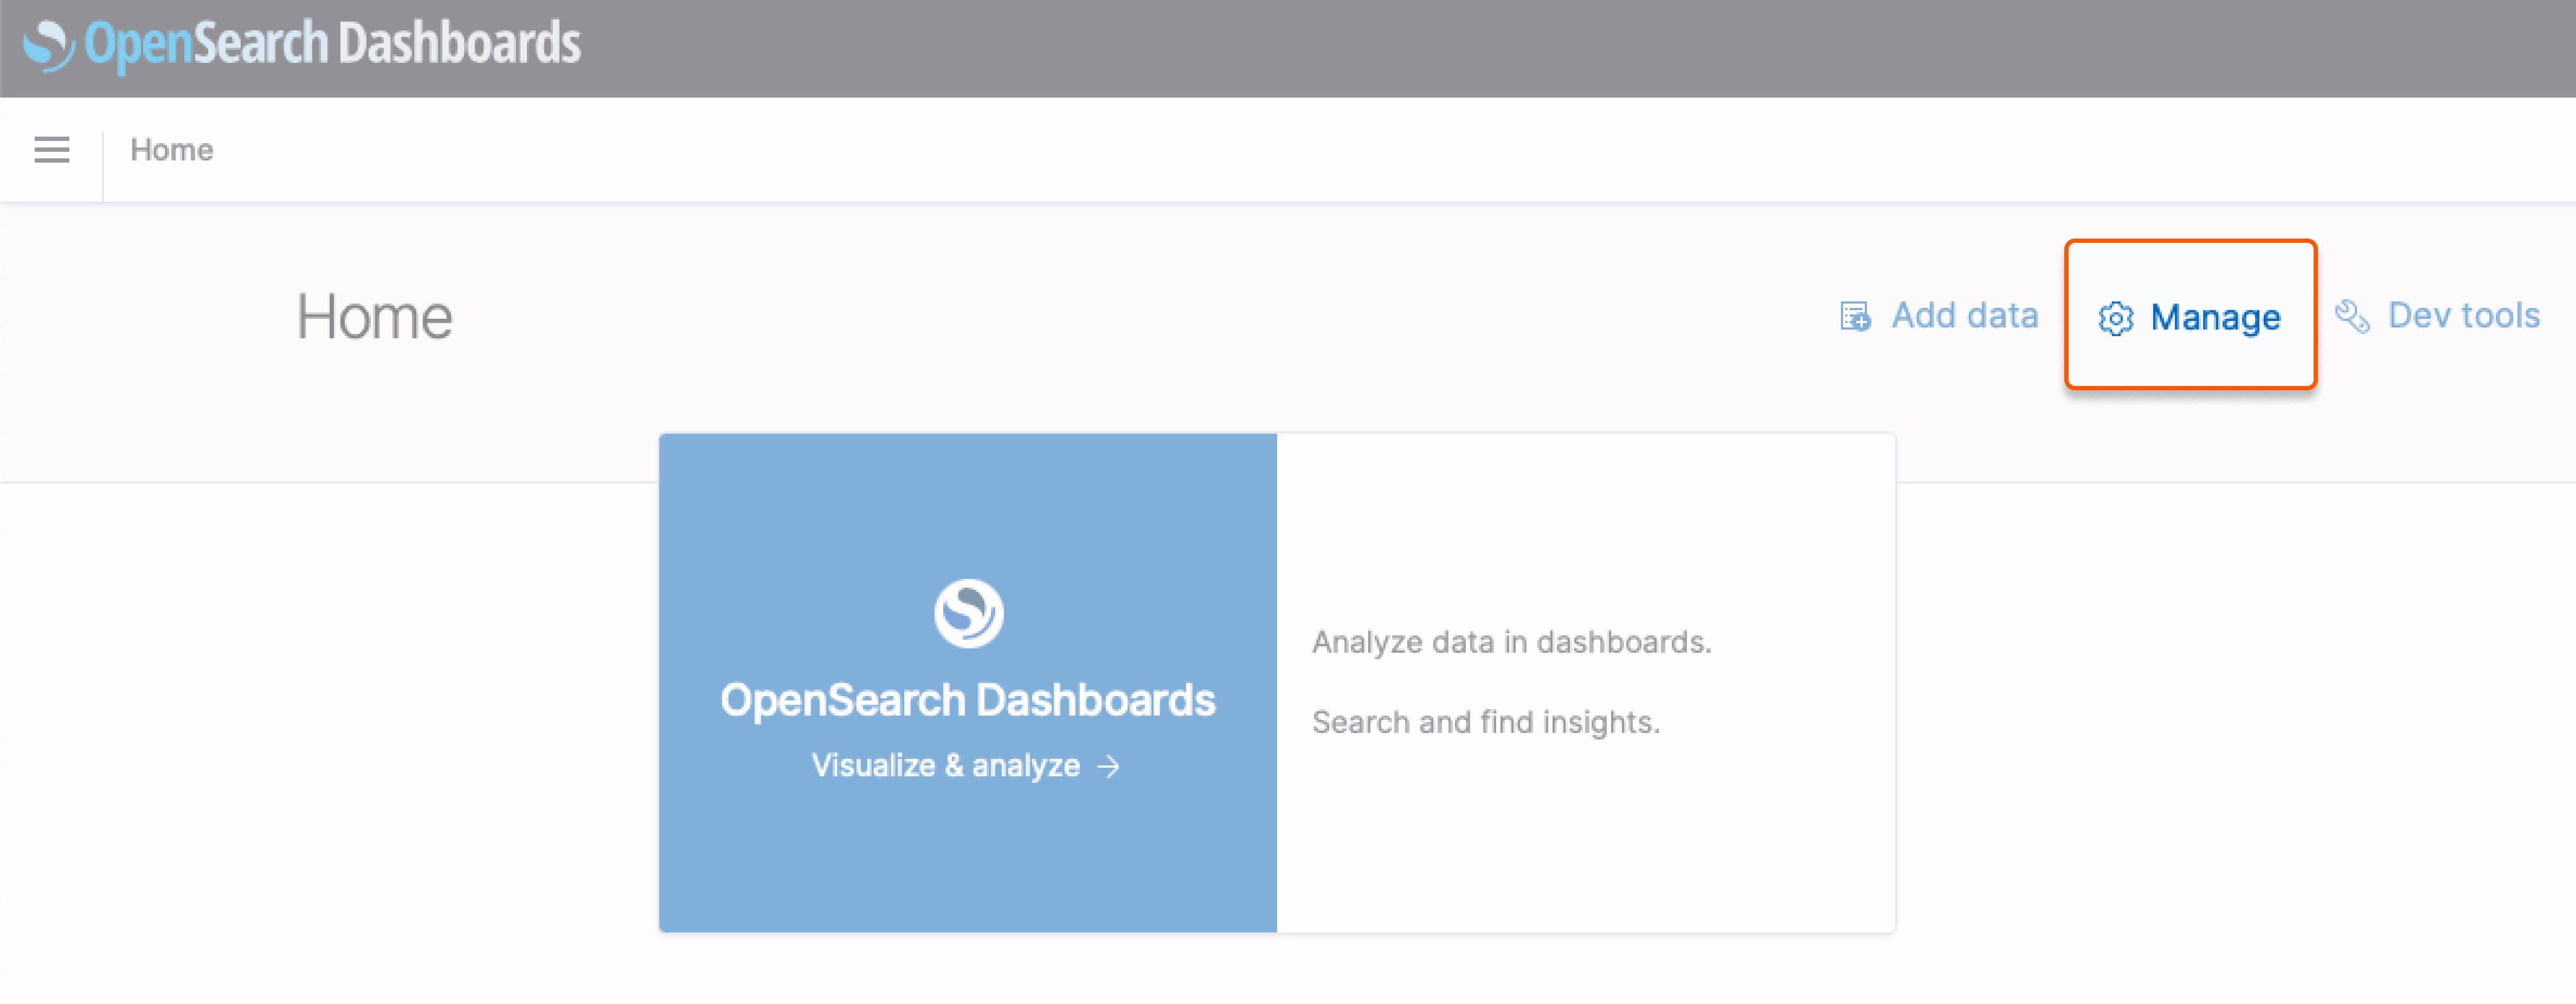 OpenSearch Dashboards
Home
Home
Add data
Manage
Dev tools
OpenSearch Dashboards
Visualize & analyze →
Analyze data in dashboards.
Search and find insights.